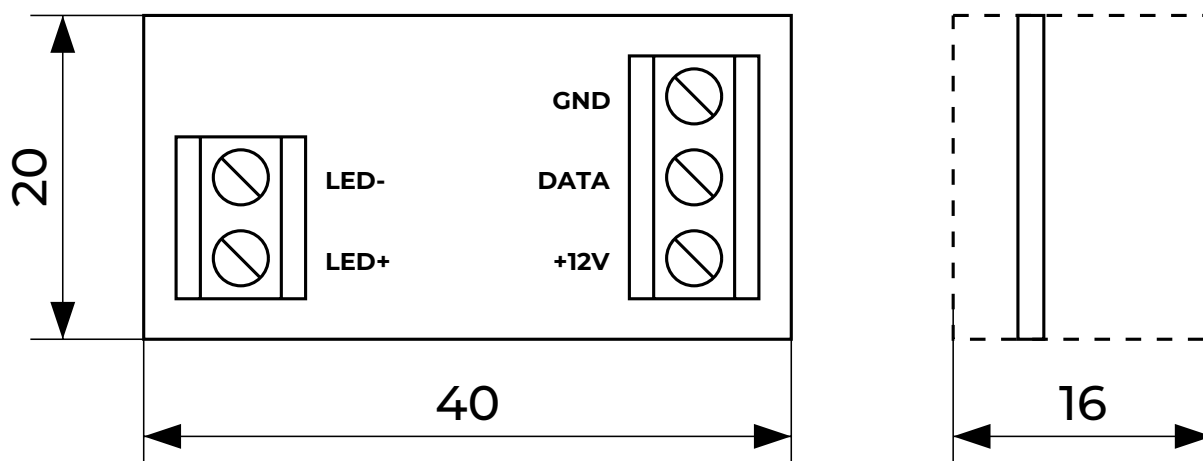 GND
20
LED-
DATA
LED+
+12V
40
16